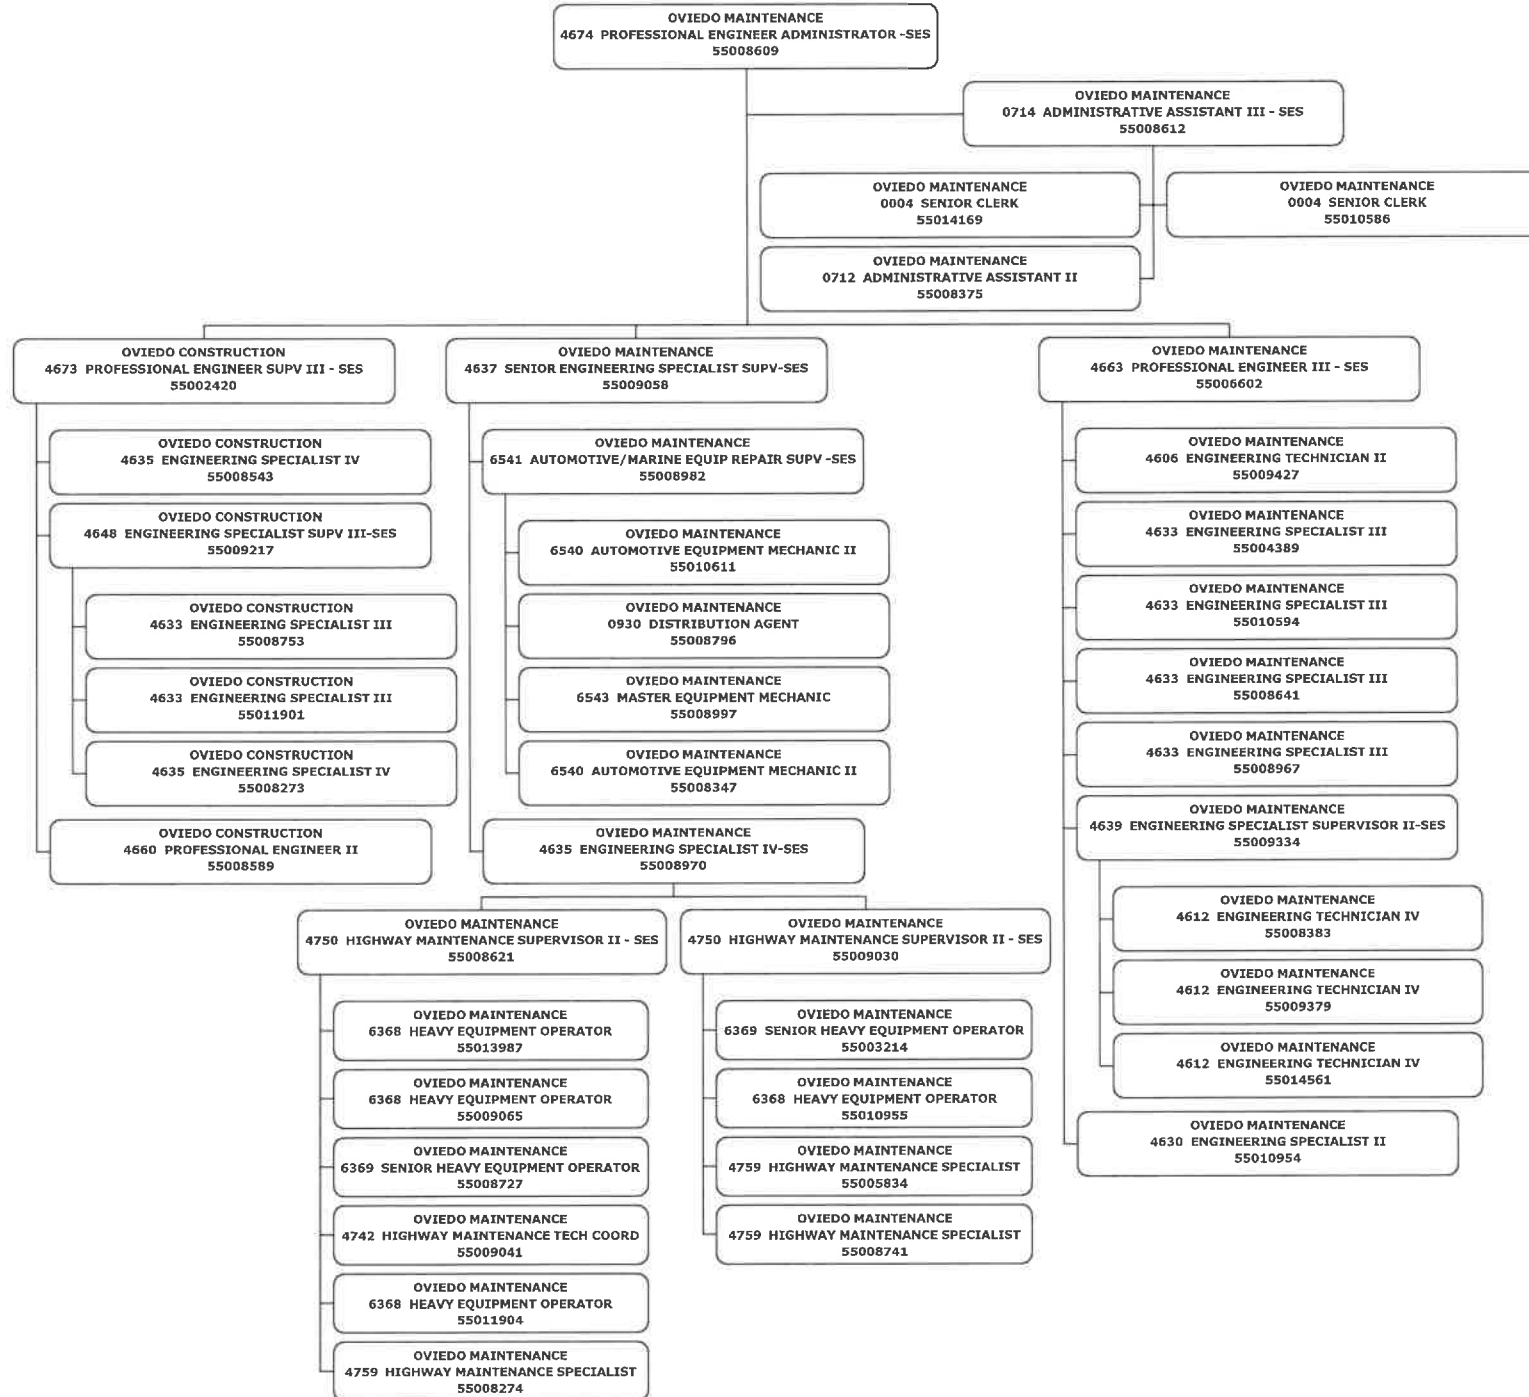 OVIEDO MAINTENANCE
4674 PROFESSIONAL ENGINEER ADMINISTRATOR -SES
55008609
OVIEDO MAINTENANCE
0714 ADMINISTRATIVE ASSISTANT III - SES
55008612
OVIEDO MAINTENANCE
0004 SENIOR CLERK
55014169
OVIEDO MAINTENANCE
0004 SENIOR CLERK
55010586
OVIEDO MAINTENANCE
0712 ADMINISTRATIVE ASSISTANT II
55008375
OVIEDO CONSTRUCTION
4673 PROFESSIONAL ENGINEER SUPV III - SES
55002420
OVIEDO CONSTRUCTION
4635 ENGINEERING SPECIALIST IV
55008543
OVIEDO CONSTRUCTION
4648 ENGINEERING SPECIALIST SUPV III-SES
55009217
OVIEDO CONSTRUCTION
4633 ENGINEERING SPECIALIST III
55008753
OVIEDO CONSTRUCTION
4633 ENGINEERING SPECIALIST III
55011901
OVIEDO CONSTRUCTION
4635 ENGINEERING SPECIALIST IV
55008273
OVIEDO CONSTRUCTION
4660 PROFESSIONAL ENGINEER II
55008589
OVIEDO MAINTENANCE
4637 SENIOR ENGINEERING SPECIALIST SUPV-SES
55009058
OVIEDO MAINTENANCE
6541 AUTOMOTIVE/MARINE EQUIP REPAIR SUPV -SES
55008982
OVIEDO MAINTENANCE
6540 AUTOMOTIVE EQUIPMENT MECHANIC II
55010611
OVIEDO MAINTENANCE
0930 DISTRIBUTION AGENT
55008796
OVIEDO MAINTENANCE
6543 MASTER EQUIPMENT MECHANIC
55008997
OVIEDO MAINTENANCE
6540 AUTOMOTIVE EQUIPMENT MECHANIC II
55008347
OVIEDO MAINTENANCE
4635 ENGINEERING SPECIALIST IV-SES
55008970
OVIEDO MAINTENANCE
4750 HIGHWAY MAINTENANCE SUPERVISOR II - SES
55008621
OVIEDO MAINTENANCE
6368 HEAVY EQUIPMENT OPERATOR
55013987
OVIEDO MAINTENANCE
6368 HEAVY EQUIPMENT OPERATOR
55009065
OVIEDO MAINTENANCE
6369 SENIOR HEAVY EQUIPMENT OPERATOR
55008727
OVIEDO MAINTENANCE
4742 HIGHWAY MAINTENANCE TECH COORD
55009041
OVIEDO MAINTENANCE
6368 HEAVY EQUIPMENT OPERATOR
55011904
OVIEDO MAINTENANCE
4759 HIGHWAY MAINTENANCE SPECIALIST
55008274
OVIEDO MAINTENANCE
4750 HIGHWAY MAINTENANCE SUPERVISOR II - SES
55009030
OVIEDO MAINTENANCE
6369 SENIOR HEAVY EQUIPMENT OPERATOR
55003214
OVIEDO MAINTENANCE
6368 HEAVY EQUIPMENT OPERATOR
55010955
OVIEDO MAINTENANCE
4759 HIGHWAY MAINTENANCE SPECIALIST
55005834
OVIEDO MAINTENANCE
4759 HIGHWAY MAINTENANCE SPECIALIST
55008741
OVIEDO MAINTENANCE
4663 PROFESSIONAL ENGINEER III - SES
55006602
OVIEDO MAINTENANCE
4606 ENGINEERING TECHNICIAN II
55009427
OVIEDO MAINTENANCE
4633 ENGINEERING SPECIALIST III
55004389
OVIEDO MAINTENANCE
4633 ENGINEERING SPECIALIST III
55010594
OVIEDO MAINTENANCE
4633 ENGINEERING SPECIALIST III
55008641
OVIEDO MAINTENANCE
4633 ENGINEERING SPECIALIST III
55008967
OVIEDO MAINTENANCE
4639 ENGINEERING SPECIALIST SUPERVISOR II-SES
55009334
OVIEDO MAINTENANCE
4612 ENGINEERING TECHNICIAN IV
55008383
OVIEDO MAINTENANCE
4612 ENGINEERING TECHNICIAN IV
55009379
OVIEDO MAINTENANCE
4612 ENGINEERING TECHNICIAN IV
55014561
OVIEDO MAINTENANCE
4630 ENGINEERING SPECIALIST II
55010954